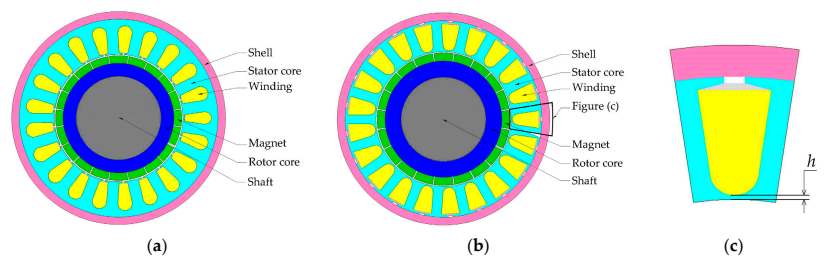 Shell
Stator core
Winding
Magnet
Rotor core
Shaft
(a)
Shell
Stator core
Winding
Figure (c)
Magnet
Rotor core
Shaft
(b)
h
(c)